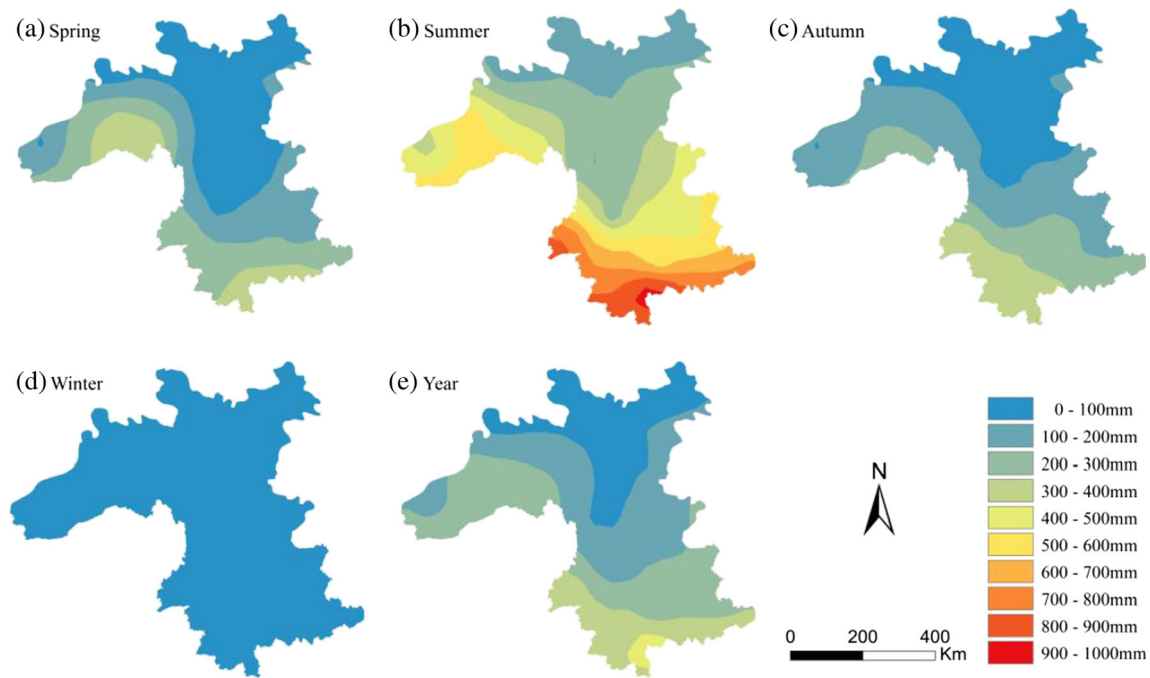 (a) Spring
(b) Summer
(c) Autumn
(d) Winter
(e) Year
N
0 200 400
Km
0 - 100mm
100 - 200mm
200 - 300mm
300 - 400mm
400 - 500mm
500 - 600mm
600 - 700mm
700 - 800mm
800 - 900mm
900 - 1000mm